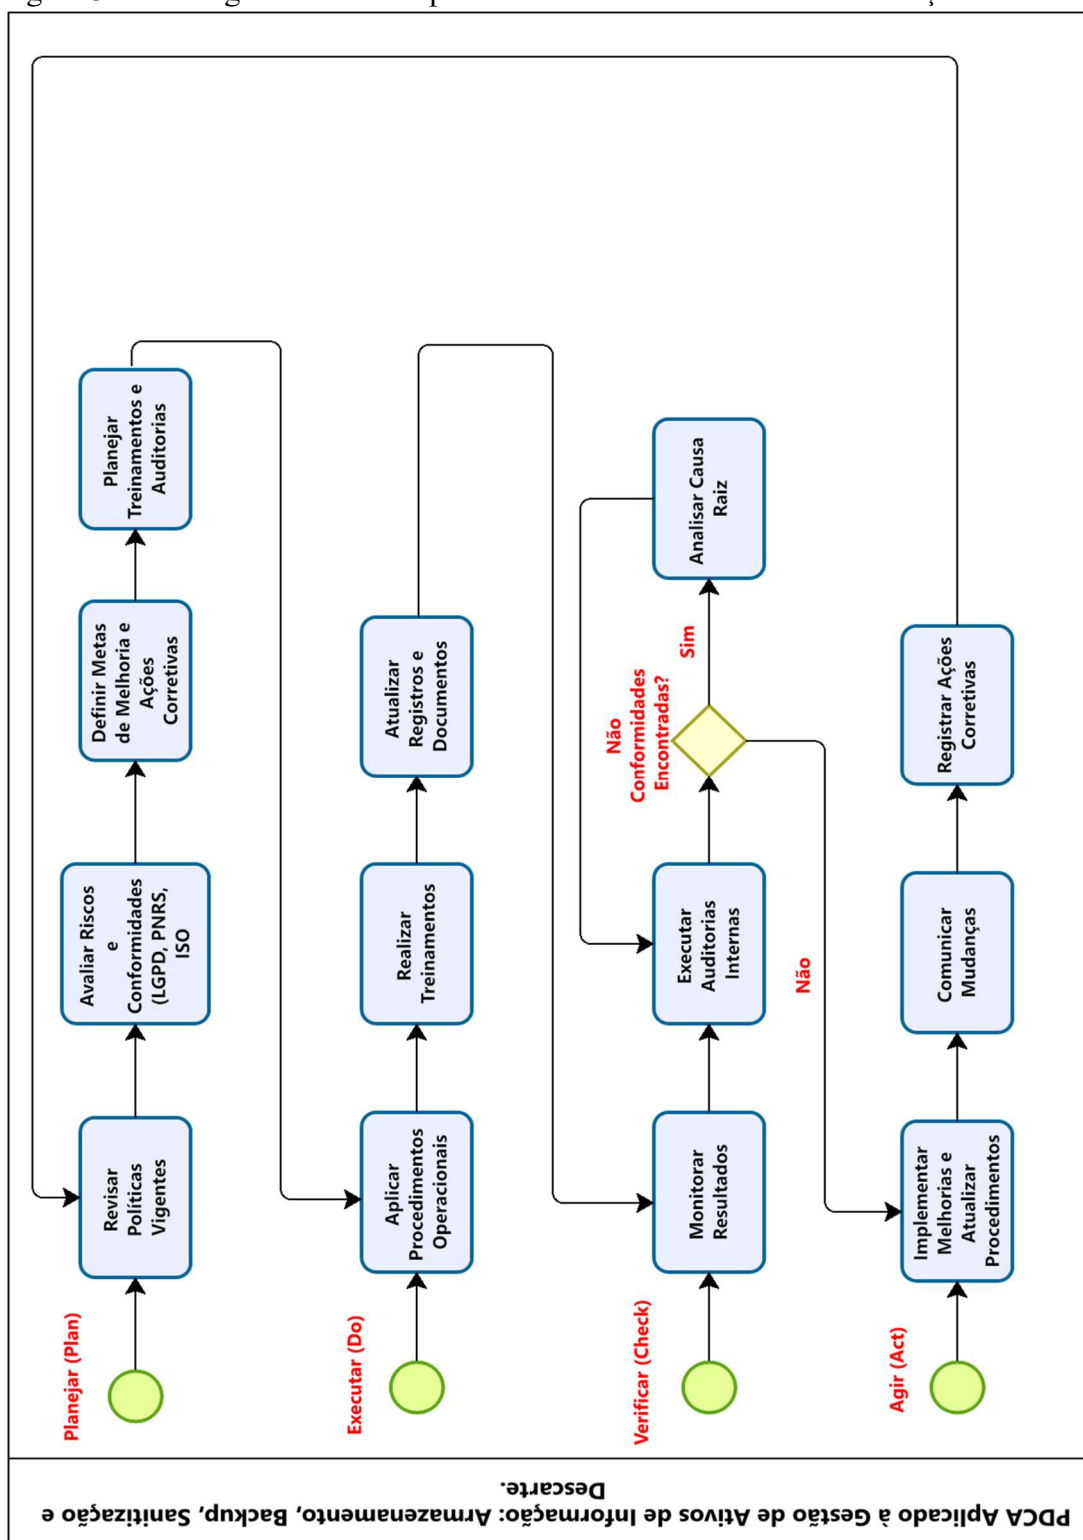 PDCA Aplicado à Gestão de Ativos de Informação: Armazenamento, Backup, Sanitização e
Descarte.
Planejar (Plan)
Revisar
Políticas
Vigentes
Avaliar Riscos
e
Conformidades
(LGPD, PNRS,
ISO
Definir Metas
de Melhoria e
Ações
Corretivas
Planejar
Treinamentos e
Auditorias
Executar (Do)
Aplicar
Procedimentos
Operacionais
Realizar
Treinamentos
Atualizar
Registros e
Documentos
Verificar (Check)
Monitorar
Resultados
Executar
Auditorias
Internas
Não
Conformidades
Encontradas?
Sim
Analisar Causa
Raiz
Não
Agir (Act)
Implementar
Melhorias e
Atualizar
Procedimentos
Comunicar
Mudanças
Registrar Ações
Corretivas